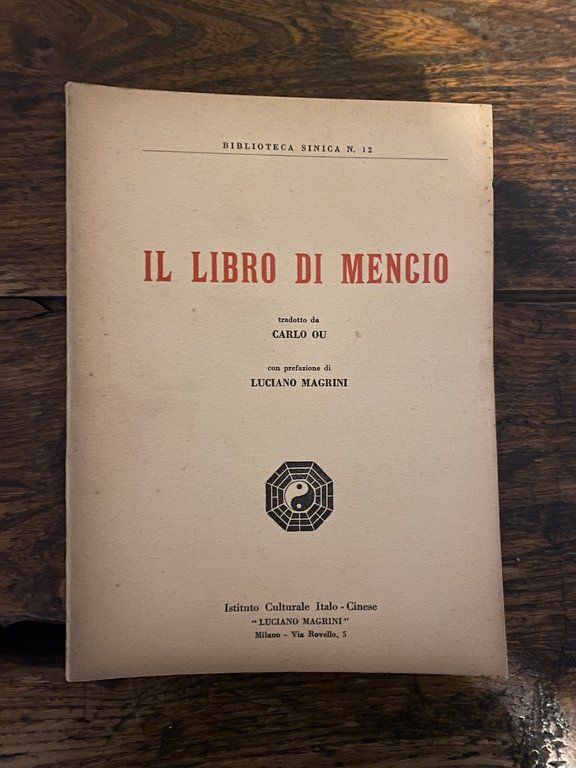 BIBLIOTECA SINICA N. 12
IL LIBRO DI MENCIO
tradotto da
CARLO OU
con prefazione di
LUCIANO MAGRINI
Istituto Culturale Italo - Cinese
"LUCIANO MAGRINI"
Milano - Via Rovello, 5